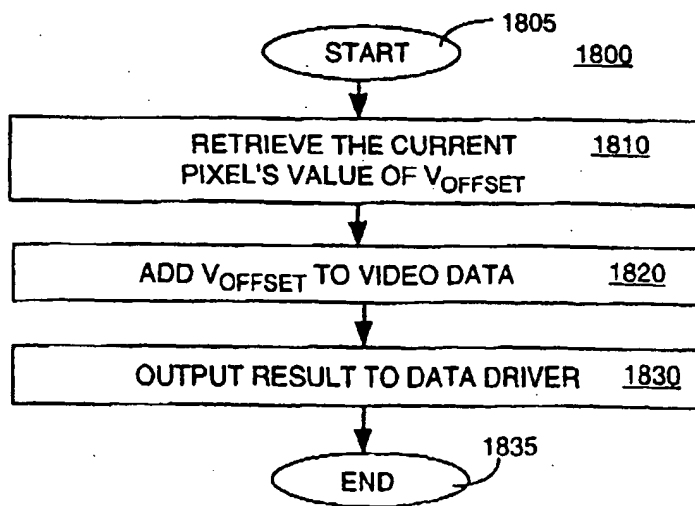 1805
START
1800
RETRIEVE THE CURRENT 1810
PIXEL'S VALUE OF VOFFSET
ADD VOFFSET TO VIDEO DATA 1820
OUTPUT RESULT TO DATA DRIVER 1830
1835
END